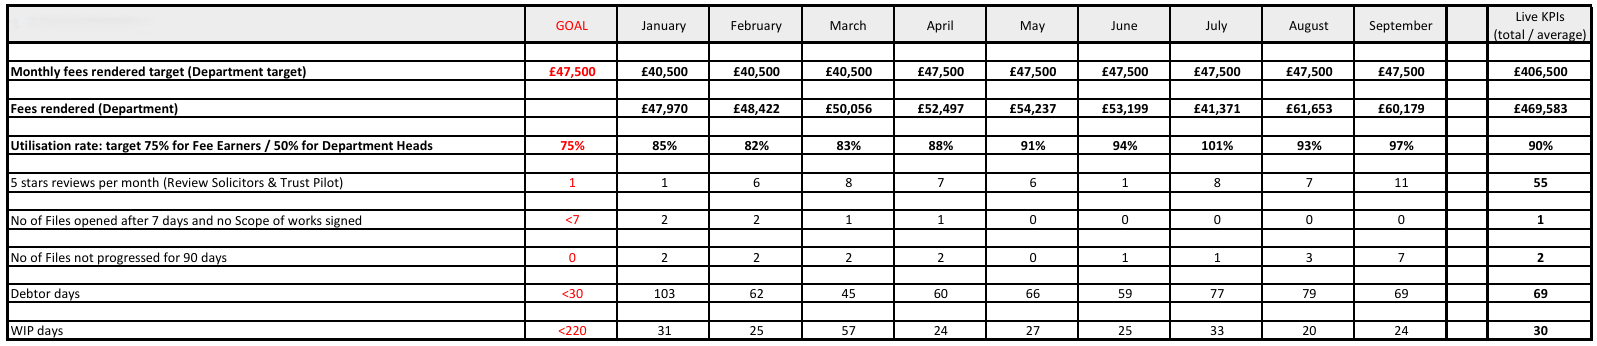 GOAL January February March April May June July August September Live KPIs
(total / average)
Monthly fees rendered target (Department target) £47,500 £40,500 £40,500 £40,500 £47,500 £47,500 £47,500 £47,500 £47,500 £47,500 £406,500
Fees rendered (Department) £47,970 £48,422 £50,056 £52,497 £54,237 £53,199 £41,371 £61,653 £60,179 £469,583
Utilisation rate: target 75% for Fee Earners / 50% for Department Heads 75% 85% 82% 83% 88% 91% 94% 101% 93% 97% 90%
5 stars reviews per month (Review Solicitors & Trust Pilot) 1 1 6 8 7 6 1 8 7 11 55
No of Files opened after 7 days and no Scope of works signed <7 2 2 1 1 0 0 0 0 0 1
No of Files not progressed for 90 days 0 2 2 2 2 0 1 1 3 7 2
Debtor days <30 103 62 45 60 66 59 77 79 69 69
WIP days <220 31 25 57 24 27 25 33 20 24 30